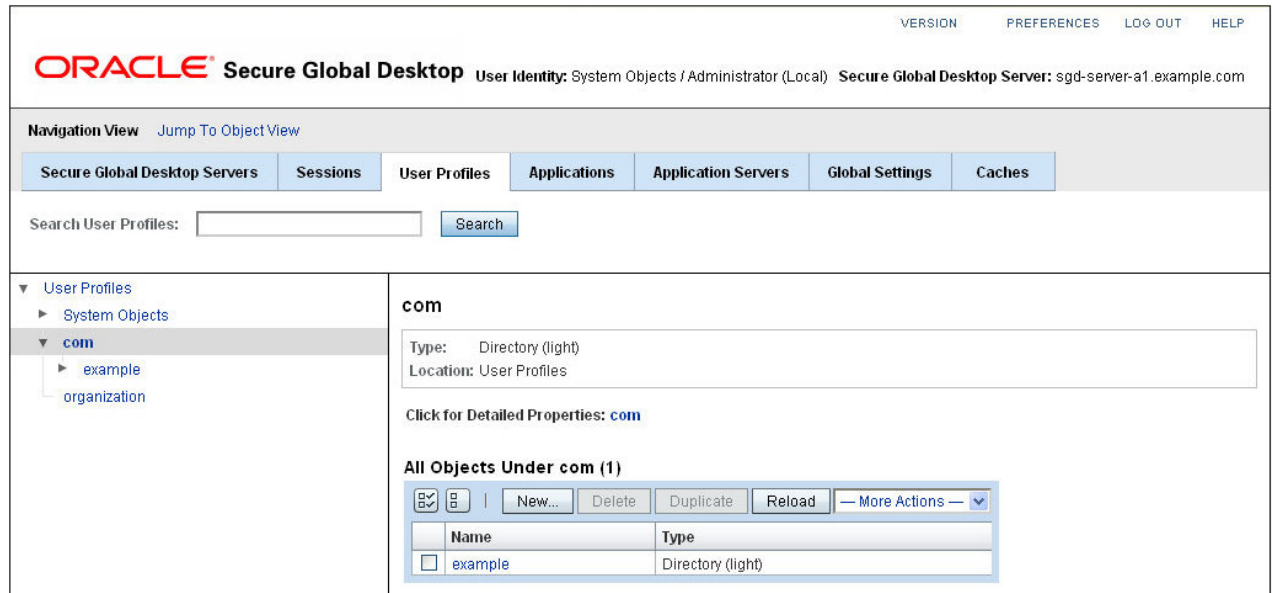 VERSION PREFERENCES LOG OUT HELP
ORACLE® Secure Global Desktop User Identity: System Objects / Administrator (Local) Secure Global Desktop Server: sgd-server-a1.example.com
Navigation View Jump To Object View
Secure Global Desktop Servers Sessions User Profiles Applications Application Servers Global Settings Caches
Search User Profiles: Search
User Profiles
System Objects
com
example
organization
com
Type: Directory (light)
Location: User Profiles
Click for Detailed Properties: com
All Objects Under com (1)
New... Delete Duplicate Reload — More Actions —
Name Type
example Directory (light)